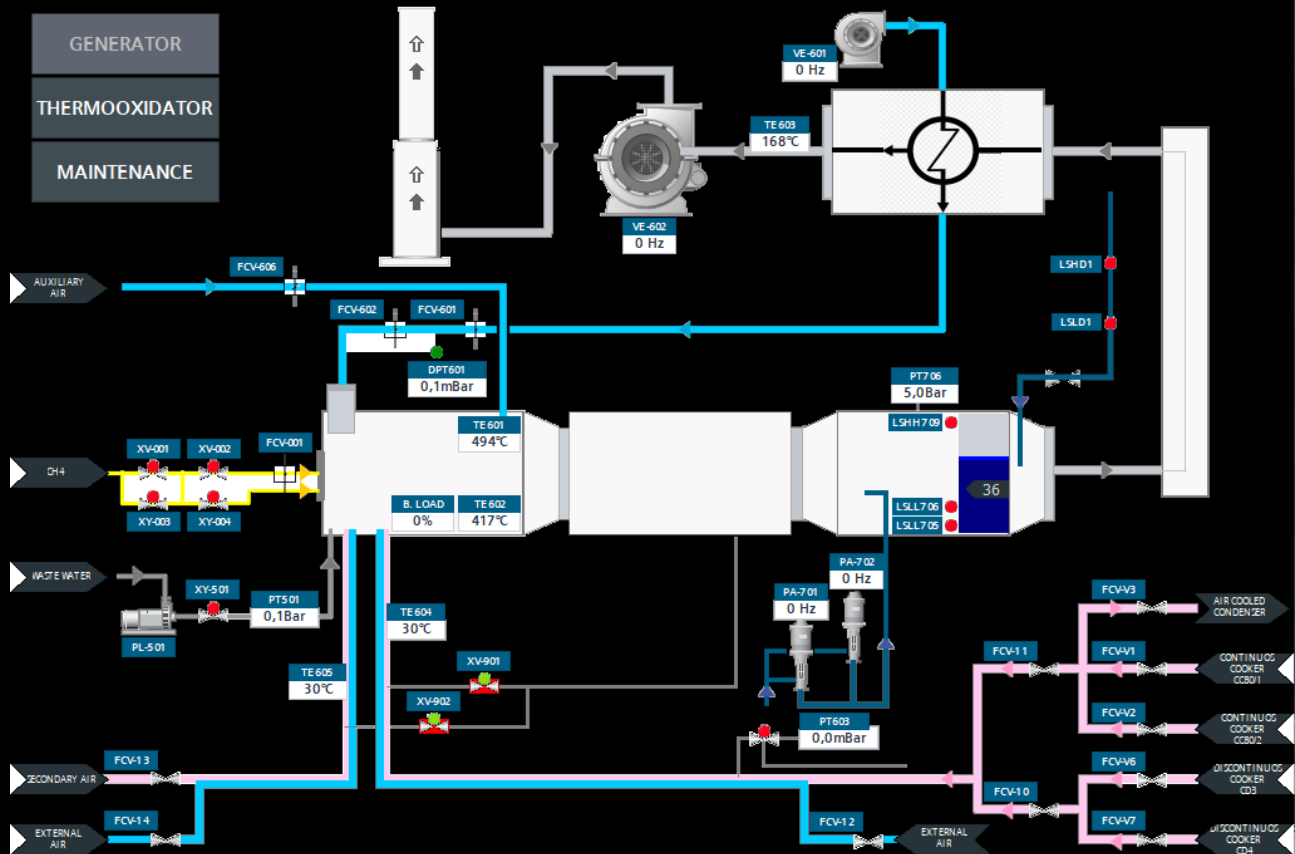 GENERATOR
THERMOOXIDATOR
MAINTENANCE
VE-601
0 Hz
TE603
168°C
VE-602
0 Hz
AUXILIARY
AIR
FCV-606
FCV-602
FCV-601
DPT601
0,1mBar
LSHD1
LSLD1
PT706
5,0Bar
LSHH709
36
LSLL706
LSLL705
TE601
494°C
B. LOAD
0%
TE602
417°C
CH4
XV-001
XV-002
FCV-001
XY-003
XY-004
WASTE WATER
XY-501
PT501
0,1Bar
PL-501
TE604
30°C
TE605
30°C
XV-901
XV-902
PA-702
0 Hz
PA-701
0 Hz
PT603
0,0mBar
FCV-V3
AIR COOLED
CONDENSER
FCV-11
FCV-V1
CONTINUOS
COOKER
CCB0/1
FCV-V2
CONTINUOS
COOKER
CCB0/2
FCV-V6
DISCONTINUOS
COOKER
CD3
FCV-10
FCV-V7
DISCONTINUOS
COOKER
CD4
FCV-13
SECONDARY AIR
FCV-14
EXTERNAL
AIR
FCV-12
EXTERNAL
AIR